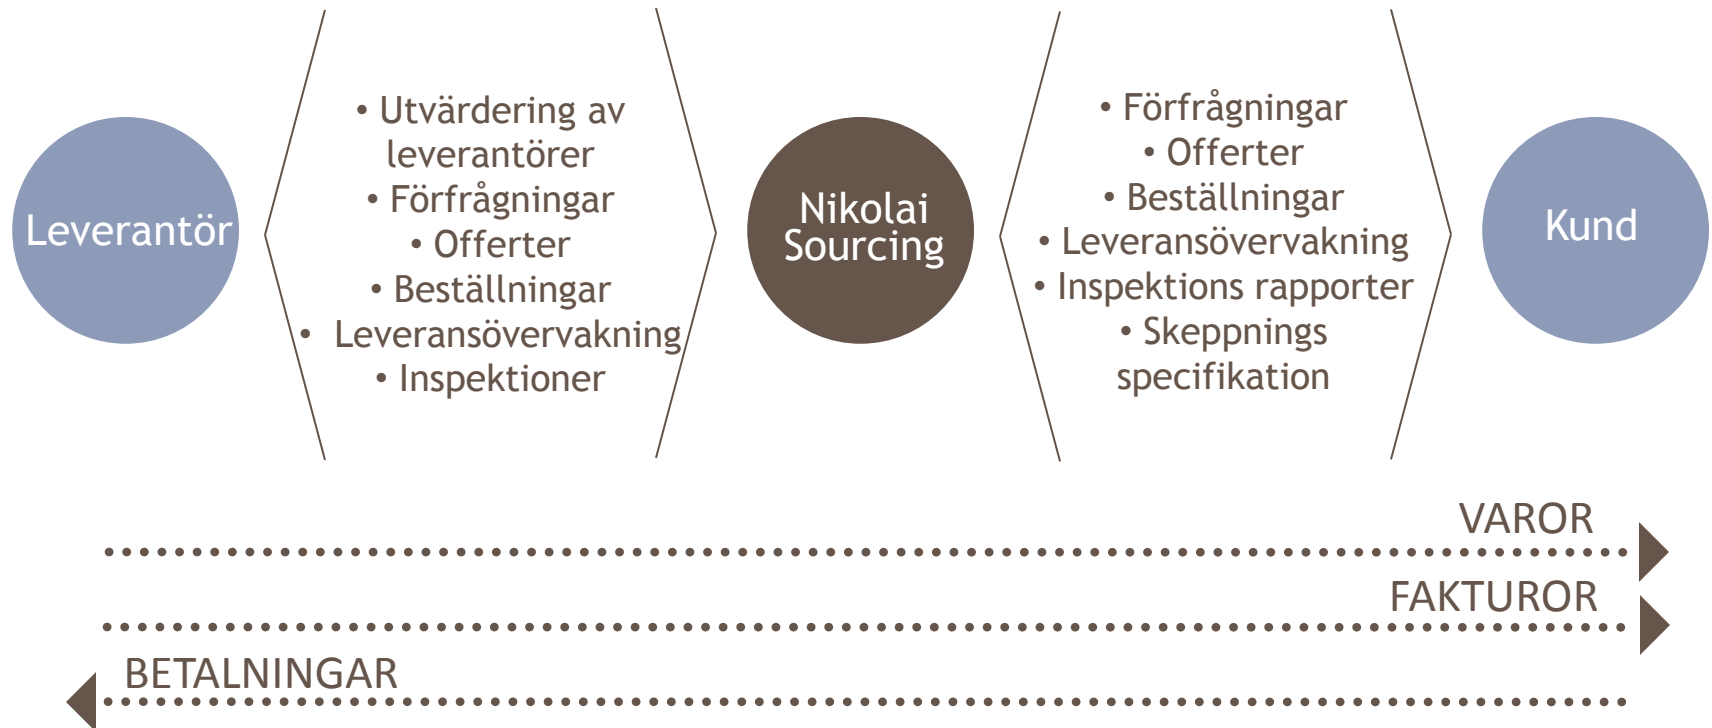 Leverantör
• Utvärdering av
leverantörer
• Förfrågningar
• Offerter
• Beställningar
• Leveransövervakning
• Inspektioner
Nikolai
Sourcing
• Förfrågningar
• Offerter
• Beställningar
• Leveransövervakning
• Inspektions rapporter
• Skeppnings
specifikation
Kund
VAROR
FAKTUROR
BETALNINGAR